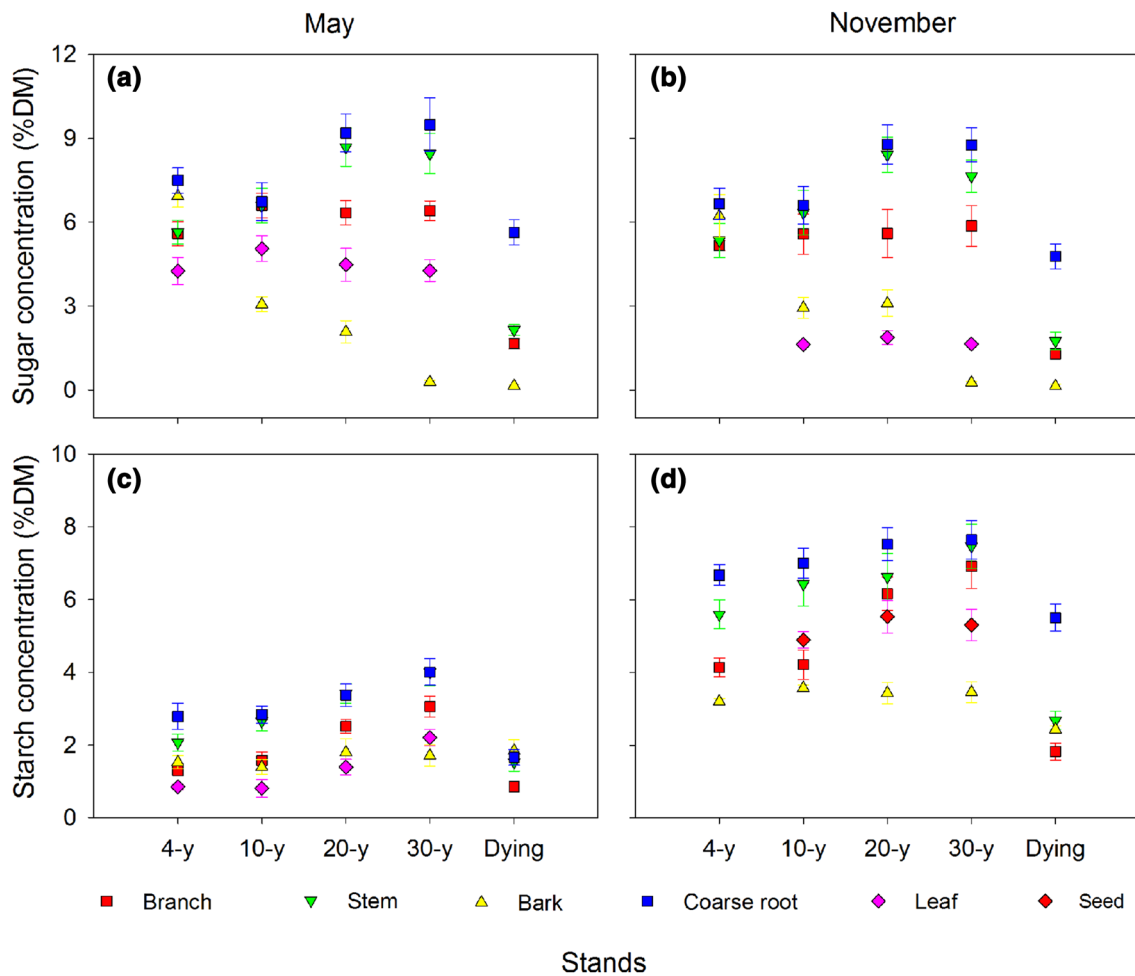 May
November
Sugar concentration (%DM)
12
9
6
3
0
(a)
(b)
Starch concentration (%DM)
10
8
6
4
2
0
(c)
(d)
4-y 10-y 20-y 30-y Dying
4-y 10-y 20-y 30-y Dying
Branch Stem Bark Coarse root Leaf Seed
Stands